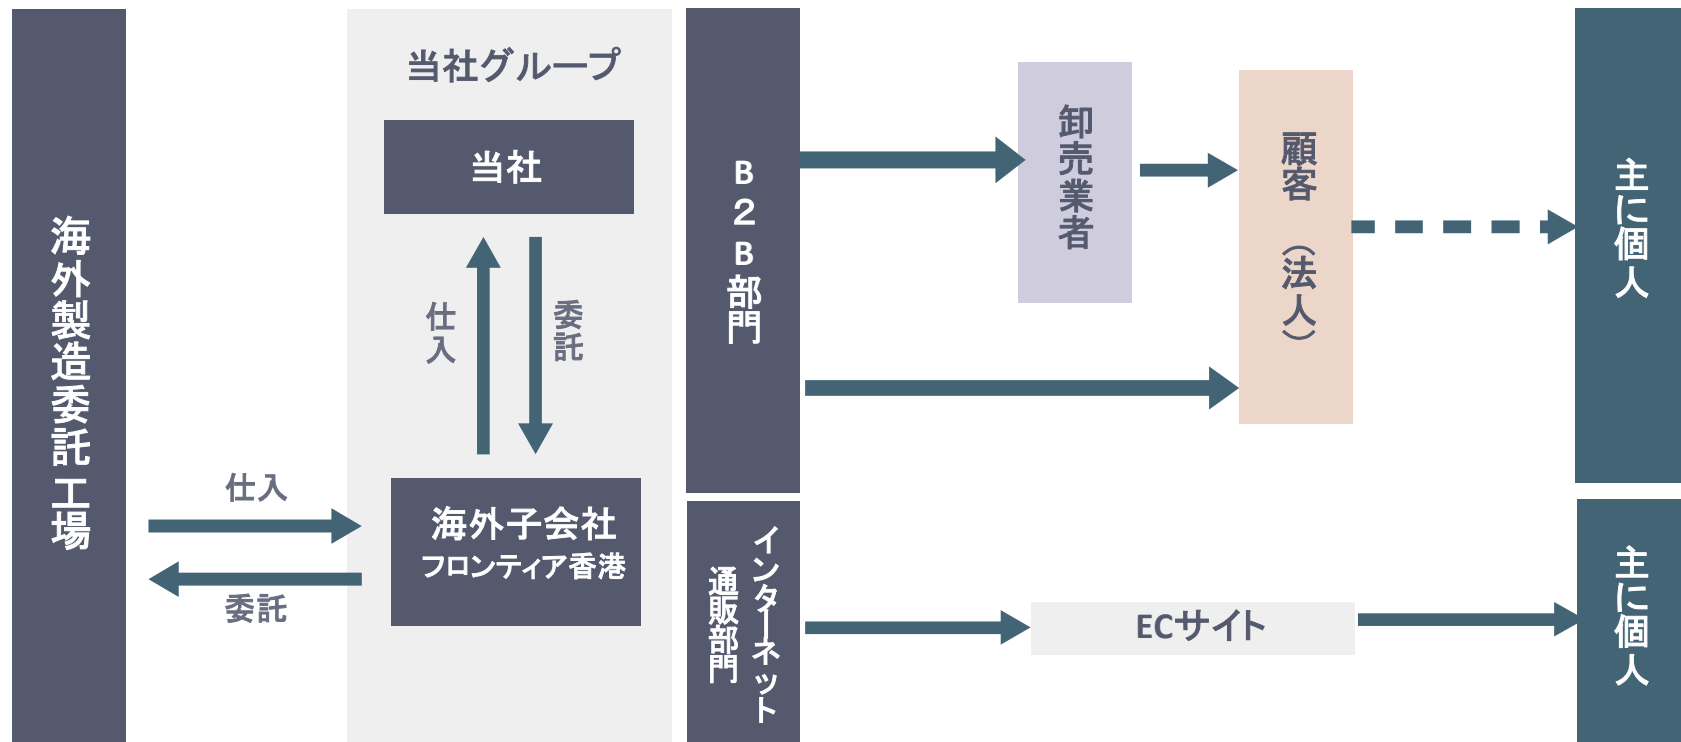 海外製造委託工場
当社グループ
当社
仕入
委託
海外子会社
フロンティア香港
仕入
委託
B2B部門
インターネット
通販部門
卸売業者
顧客（法人）
主に個人
ECサイト
主に個人